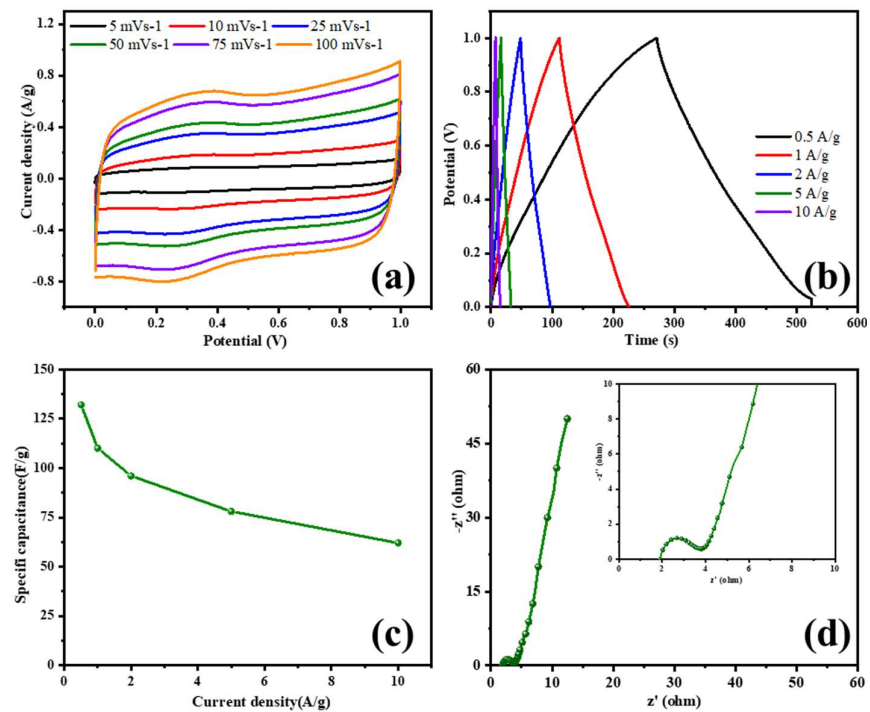 5 mVs-1 10 mVs-1 25 mVs-1
50 mVs-1 75 mVs-1 100 mVs-1
1.2
0.8
0.4
0.0
-0.4
-0.8
Curent density (A/g)
0.0 0.2 0.4 0.6 0.8 1.0
Potential (V)
(a)
1.0
0.8
0.6
0.4
0.2
0.0
Potential (V)
0.5 A/g
1 A/g
2 A/g
5 A/g
10 A/g
0 100 200 300 400 500 600
Time (s)
(b)
150
125
100
75
50
25
0
Specifi capacitance(F/g)
0 2 4 6 8 10
Current density(A/g)
(c)
60
45
30
15
0
-z'' (ohm)
0 10 20 30 40 50 60
z' (ohm)
10
8
6
4
2
0
-z'' (ohm)
0 2 4 6 8 10
z' (ohm)
(d)